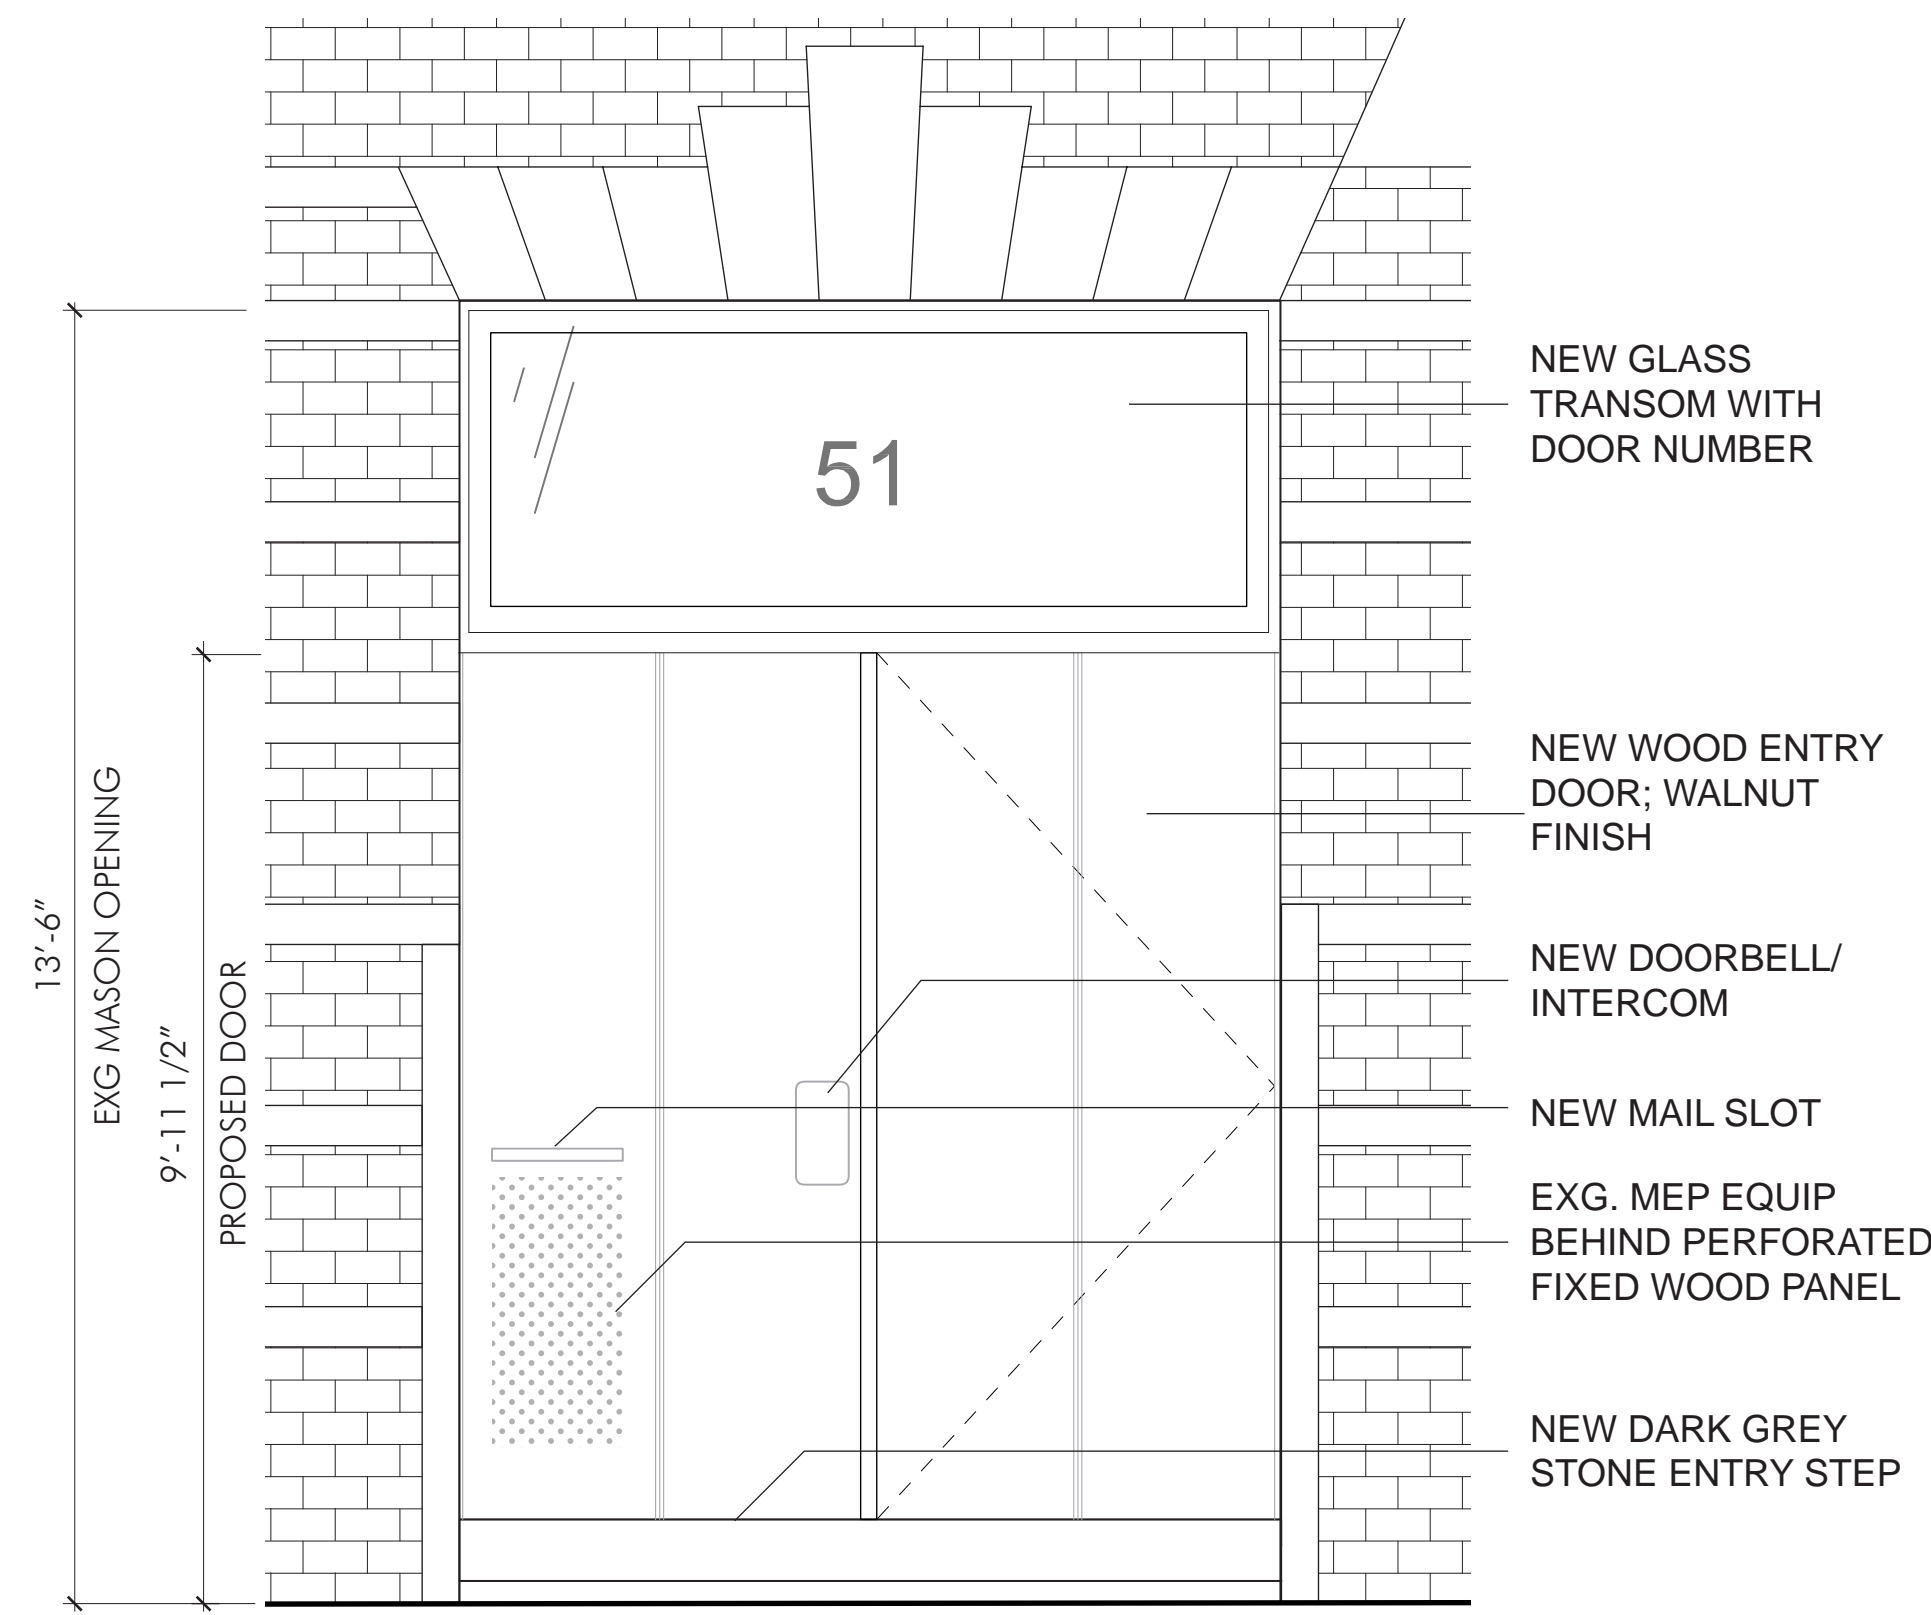 51
NEW GLASS
TRANSOM WITH
DOOR NUMBER
NEW WOOD ENTRY
DOOR; WALNUT
FINISH
NEW DOORBELL/
INTERCOM
NEW MAIL SLOT
EXG. MEP EQUIP
BEHIND PERFORATED
FIXED WOOD PANEL
NEW DARK GREY
STONE ENTRY STEP
13'-6"
EXG MASON OPENING
9'-11 1/2"
PROPOSED DOOR